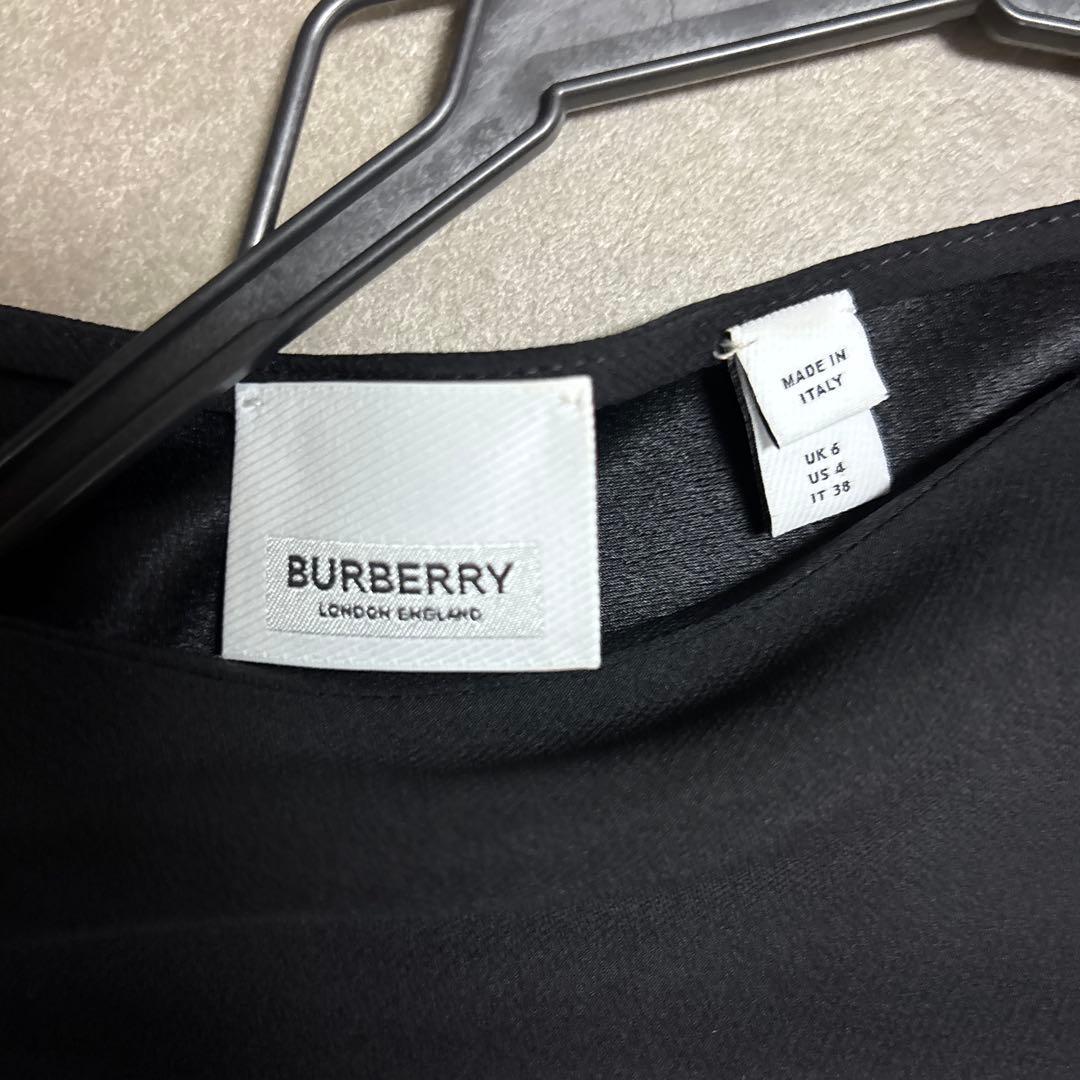 BURBERRY
LONDON ENGLAND
MADE IN
ITALY
UK 6
US 4
IT 38